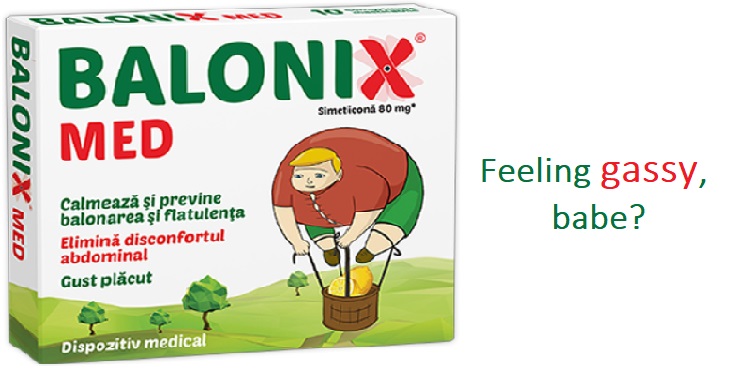 BALONIX®
MED
Simeticonă 80 mg*
Calmează și previne
balonarea și flatulența
Elimină disconfortul
abdominal
Gust plăcut
Dispozitiv medical
BALONIX MED
10
Feeling gassy,
babe?